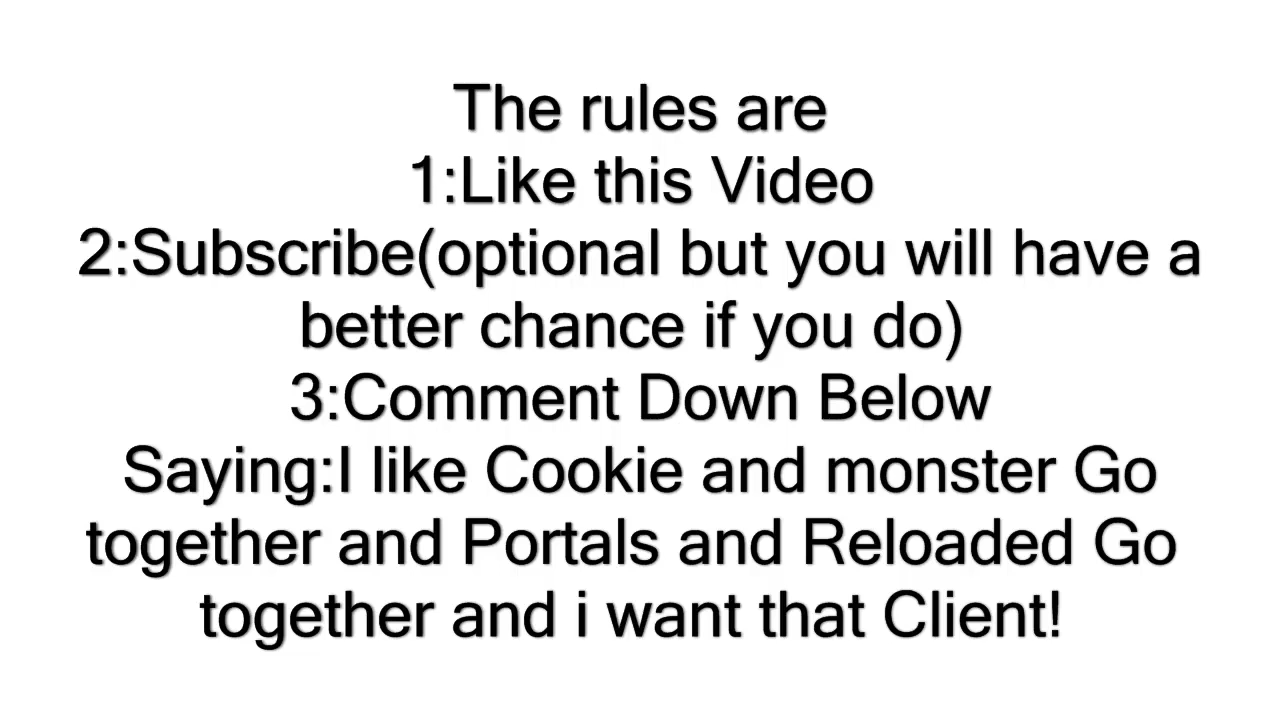 The rules are
1:Like this Video
2:Subscribe(optional but you will have a
better chance if you do)
3:Comment Down Below
Saying:I like Cookie and monster Go
together and Portals and Reloaded Go
together and i want that Client!